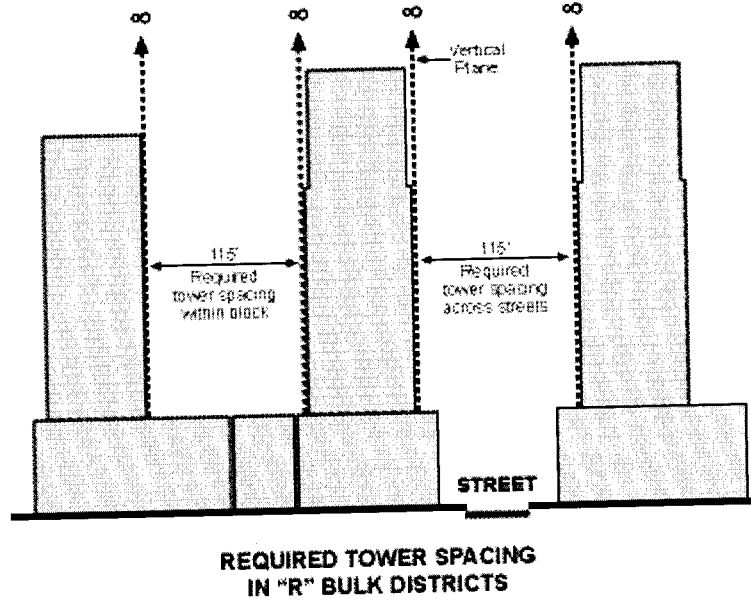 ∞ ∞ ∞ ∞
Vertical
Plane
115'
Required
tower spacing
within block
115'
Required
tower spacing
across streets
STREET
REQUIRED TOWER SPACING
IN "R" BULK DISTRICTS